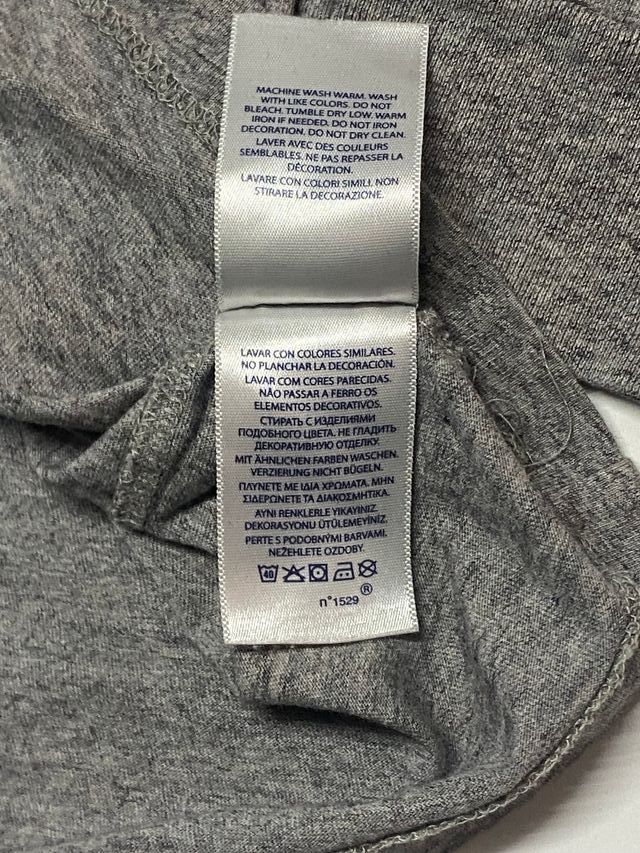 MACHINE WASH WARM. WASH
WITH LIKE COLORS. DO NOT
BLEACH. TUMBLE DRY LOW. WARM
IRON IF NEEDED. DO NOT IRON
DECORATION. DO NOT DRY CLEAN.
LAVER AVEC DES COULEURS
SEMBLABLES. NE PAS REPASSER LA
DÉCORATION.
LAVARE CON COLORI SIMILI. NON
STIRARE LA DECORAZIONE.
LAVAR CON COLORES SIMILARES.
NO PLANCHAR LA DECORACIÓN.
LAVAR COM CORES PARECIDAS.
NÃO PASSAR A FERRO OS
ELEMENTOS DECORATIVOS.
СТИРАТЬ С ИЗДЕЛИЯМИ
ПОДОБНОГО ЦВЕТА. НЕ ГЛАДИТЬ
ДЕКОРАТИВНУЮ ОТДЕЛКУ.
MIT ÄHNLICHEN FARBEN WASCHEN.
VERZIERUNG NICHT BÜGELN.
ΠΛΥΝΕΤΕ ΜΕ ΙΔΙΑ ΧΡΩΜΑΤΑ. ΜΗΝ
ΣΙΔΕΡΩΝΕΤΕ ΤΑ ΔΙΑΚΟΣΜΗΤΙΚΑ.
AYNI RENKLERLE YIKAYINIZ.
DEKORASYONU ÜTÜLEMEYİNİZ.
PERTE S PODOBNÝMI BARVAMI.
NEŽEHLETE OZDOBY.
40
n°1529 ®